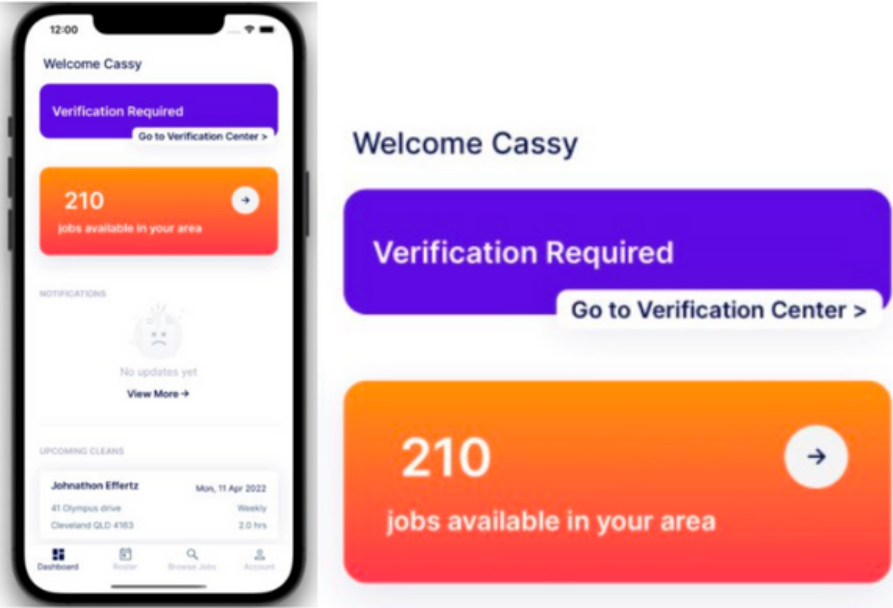 12:00
Welcome Cassy
Verification Required
Go to Verification Center >
210
jobs available in your area
NOTIFICATIONS
No updates yet
View More →
UPCOMING CLEANS
Johnathon Effertz
Mon, 11 Apr 2022
41 Olympus drive
Weekly
Cleveland QLD 4163
2.0 hrs
Dashboard
Roster
Browse Jobs
Account
Welcome Cassy
Verification Required
Go to Verification Center >
210
→
jobs available in your area